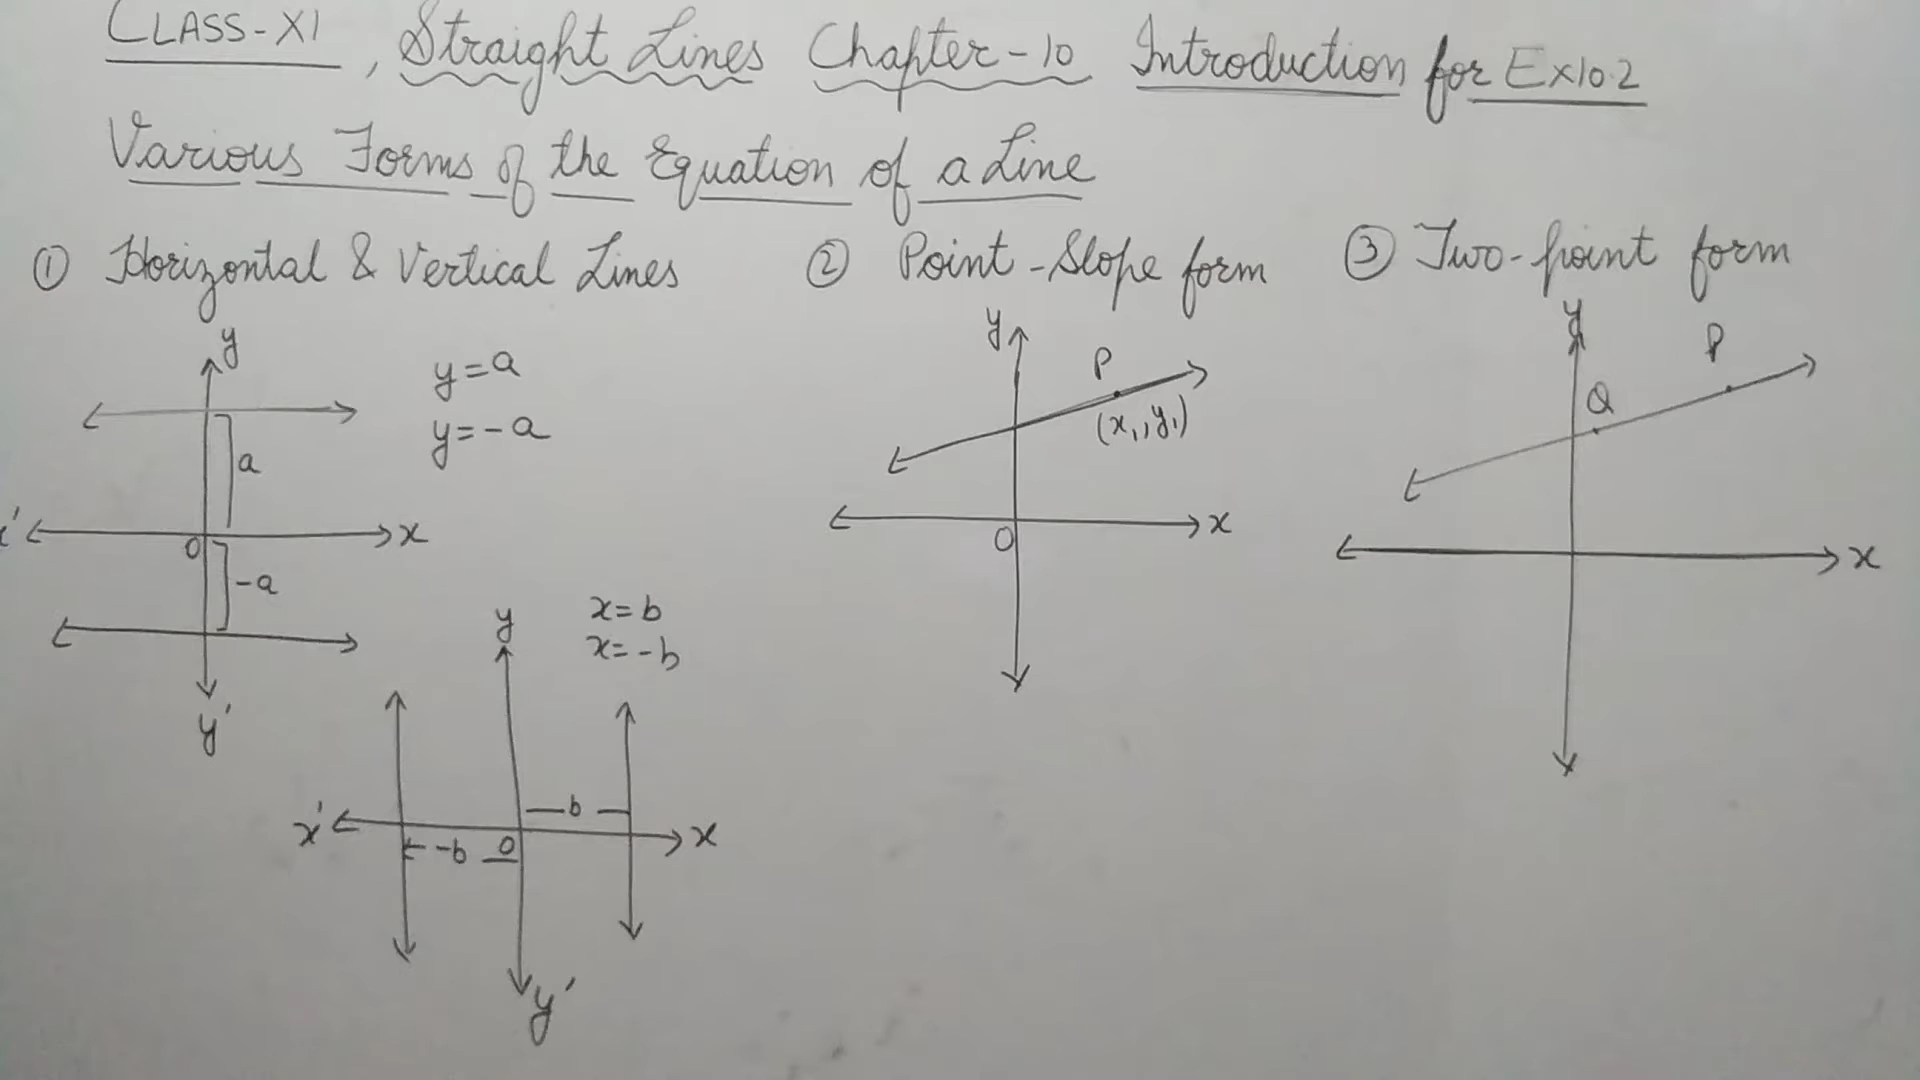 CLASS-XI, Straight Lines Chapter-10 Introduction for Ex10.2
Various Forms of the Equation of a Line
① Horizontal & Vertical Lines
y
y=a
y=-a
a
x' O x
-a
y'
y
x=b
x=-b
b
x' x
-b O
y'
② Point-Slope form
y
P
(x₁,y₁)
x
O
③ Two-point form
y
P
Q
x